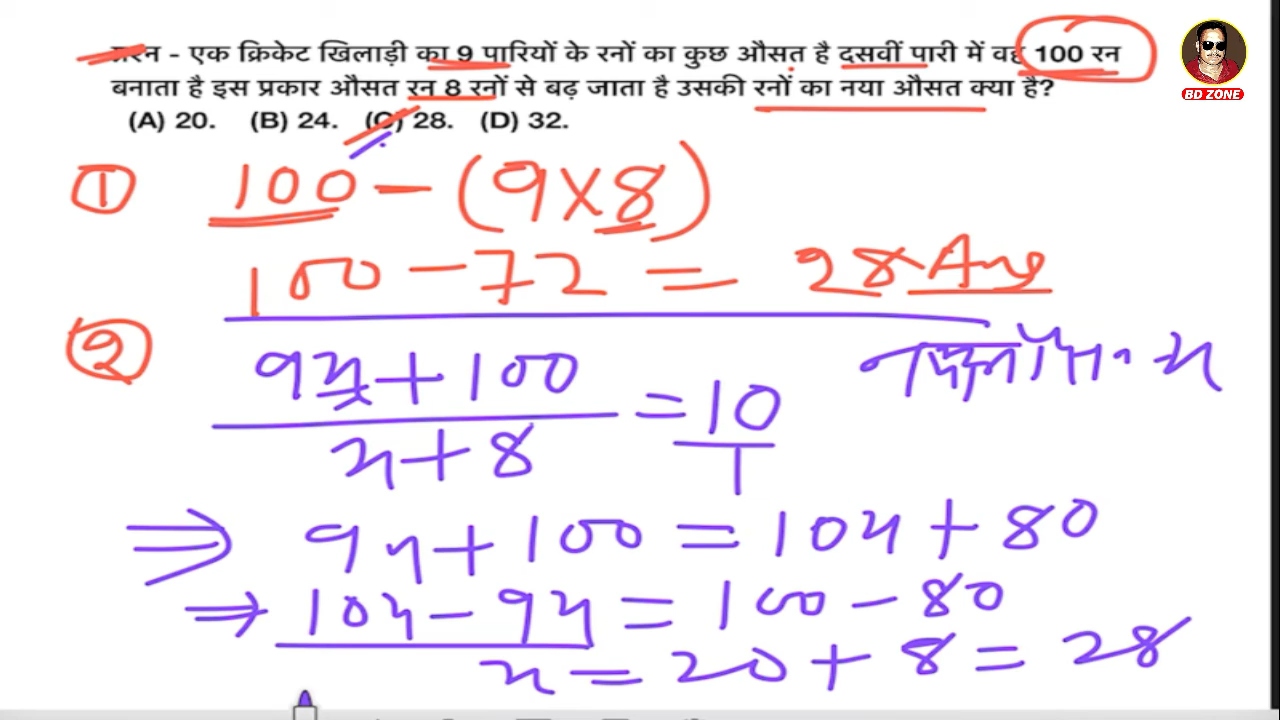 प्रश्न - एक क्रिकेट खिलाड़ी का 9 पारियों के रनों का कुछ औसत है दसवीं पारी में वह 100 रन
बनाता है इस प्रकार औसत रन 8 रनों से बढ़ जाता है उसकी रनों का नया औसत क्या है?
(A) 20. (B) 24. (C) 28. (D) 32.
BD ZONE
① 100 - (9×8)
100 - 72 = 28 Ans
②
9x + 100 / x + 8 = 10 / 1
x
⇒ 9x + 100 = 10x + 80
⇒ 10x - 9x = 100 - 80
x = 20 + 8 = 28